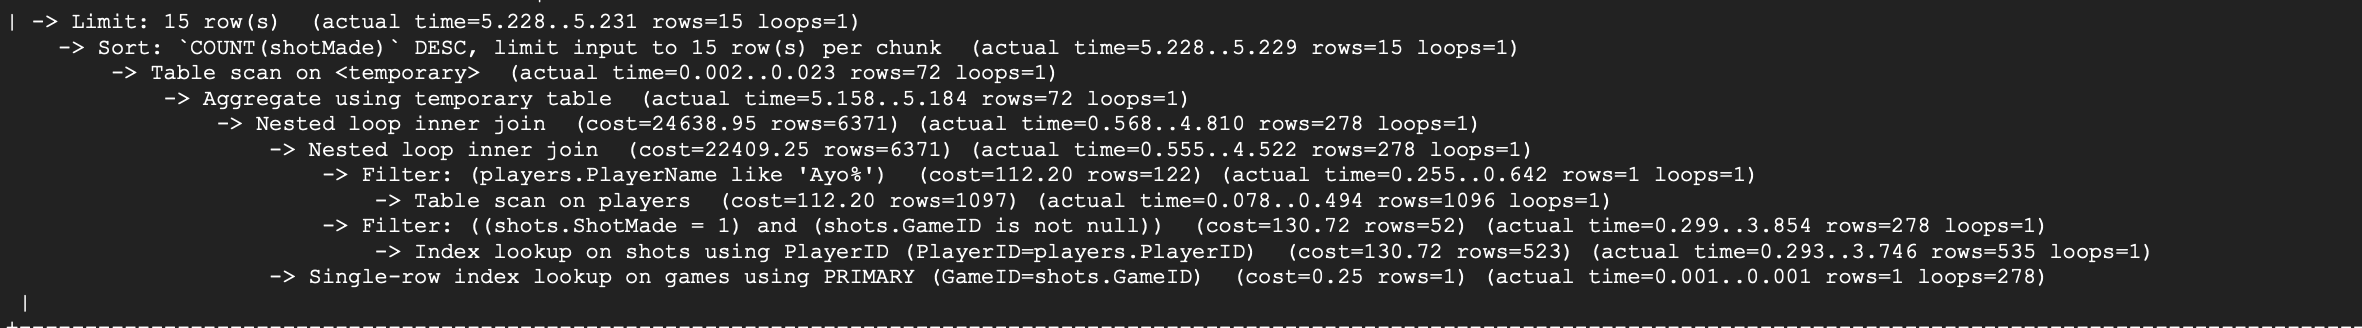 | -> Limit: 15 row(s)  (actual time=5.228..5.231 rows=15 loops=1)
    -> Sort: `COUNT(shotMade)` DESC, limit input to 15 row(s) per chunk  (actual time=5.228..5.229 rows=15 loops=1)
        -> Table scan on <temporary>  (actual time=0.002..0.023 rows=72 loops=1)
            -> Aggregate using temporary table  (actual time=5.158..5.184 rows=72 loops=1)
                -> Nested loop inner join  (cost=24638.95 rows=6371) (actual time=0.568..4.810 rows=278 loops=1)
                    -> Nested loop inner join  (cost=22409.25 rows=6371) (actual time=0.555..4.522 rows=278 loops=1)
                        -> Filter: (players.PlayerName like 'Ayo%')  (cost=112.20 rows=122) (actual time=0.255..0.642 rows=1 loops=1)
                            -> Table scan on players  (cost=112.20 rows=1097) (actual time=0.078..0.494 rows=1096 loops=1)
                        -> Filter: ((shots.ShotMade = 1) and (shots.GameID is not null))  (cost=130.72 rows=52) (actual time=0.299..3.854 rows=278 loops=1)
                            -> Index lookup on shots using PlayerID (PlayerID=players.PlayerID)  (cost=130.72 rows=523) (actual time=0.293..3.746 rows=535 loops=1)
                    -> Single-row index lookup on games using PRIMARY (GameID=shots.GameID)  (cost=0.25 rows=1) (actual time=0.001..0.001 rows=1 loops=278)
 |